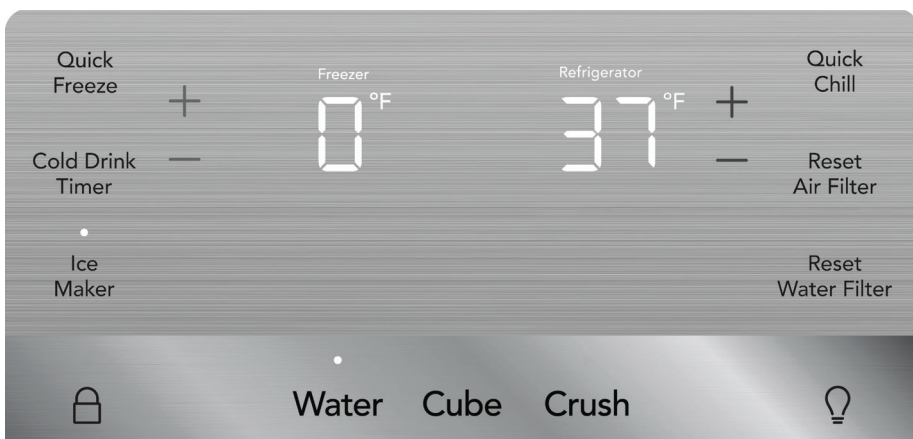 Quick
Freeze
Cold Drink
Timer
Ice
Maker
+
−
Freezer
0°F
Refrigerator
37°F
+
−
Quick
Chill
Reset
Air Filter
Reset
Water Filter
Water Cube Crush